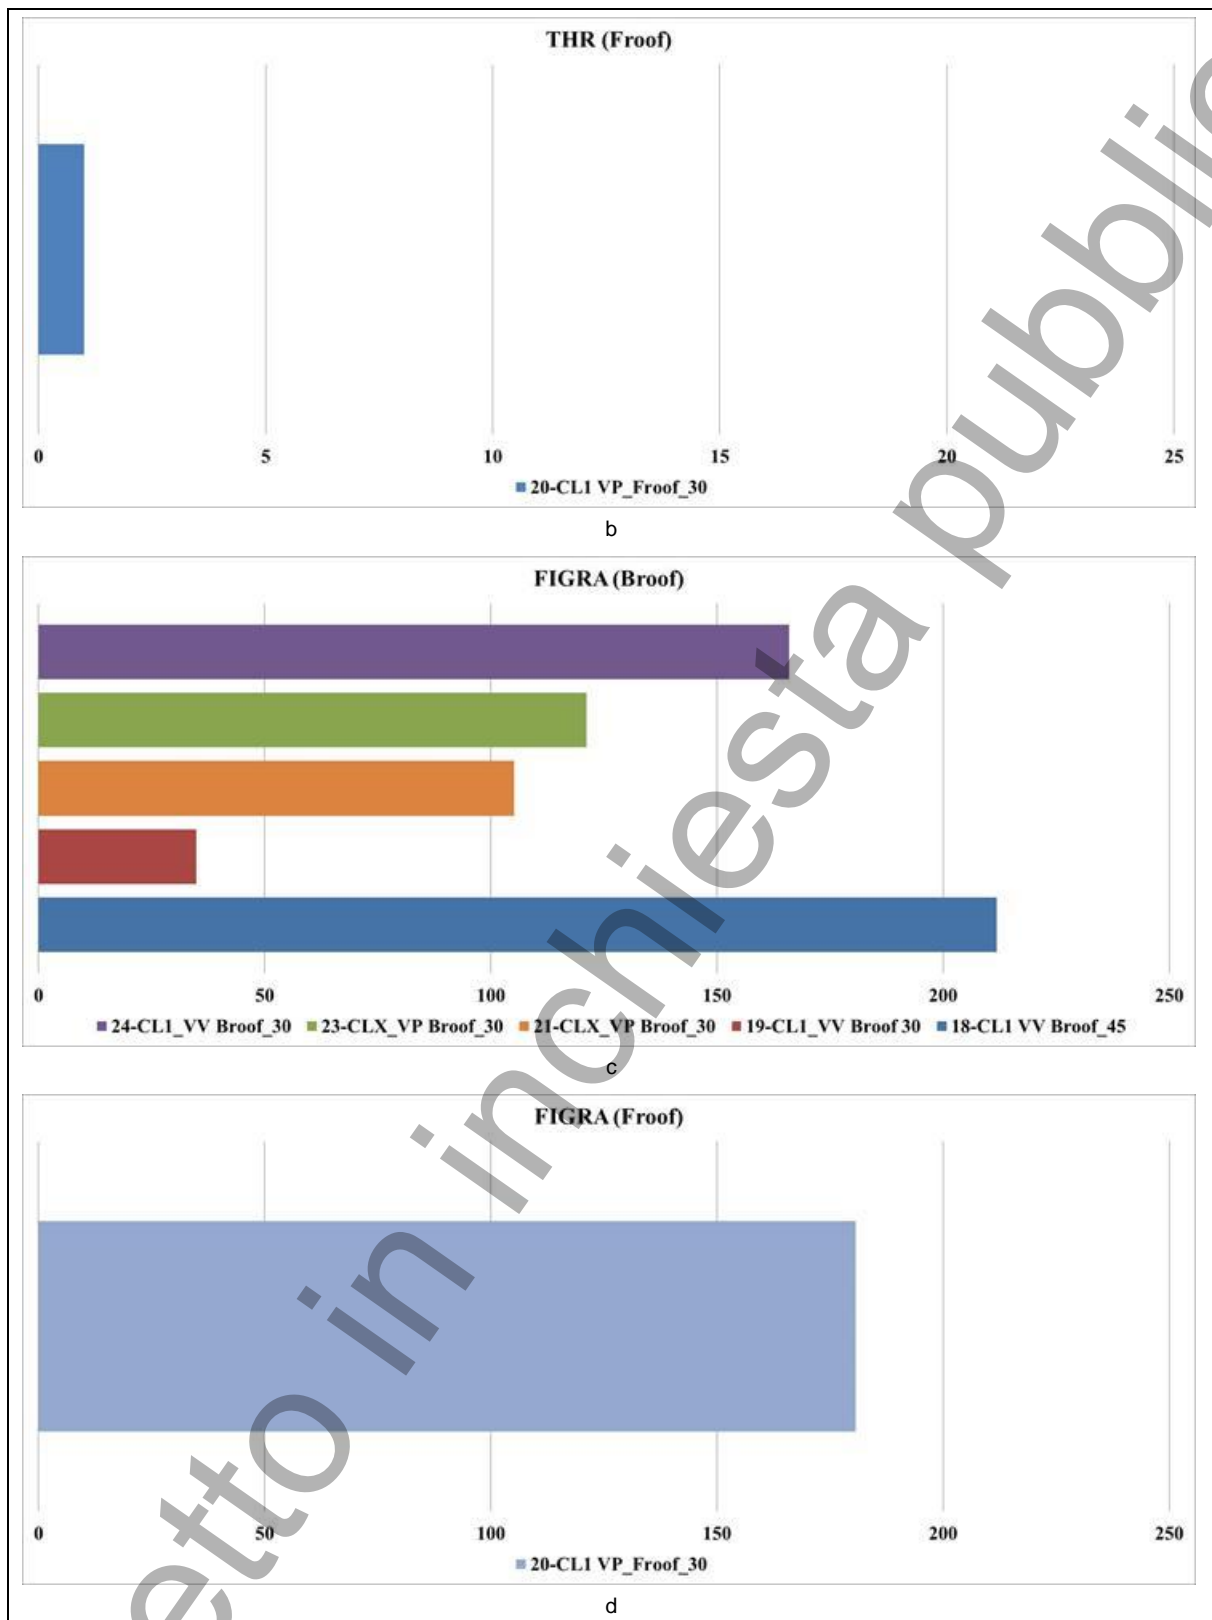 THR (Froof)
0 5 10 15 20 25
20-CL1 VP_Froof_30
b
FIGRA (Broof)
0 50 100 150 200 250
24-CL1_VV Broof_30 23-CLX_VP Broof_30 21-CLX_VP Broof_30 19-CL1_VV Broof 30 18-CL1 VV Broof_45
c
FIGRA (Froof)
0 50 100 150 200 250
20-CL1 VP_Froof_30
d
etto in inchiesta pubblic